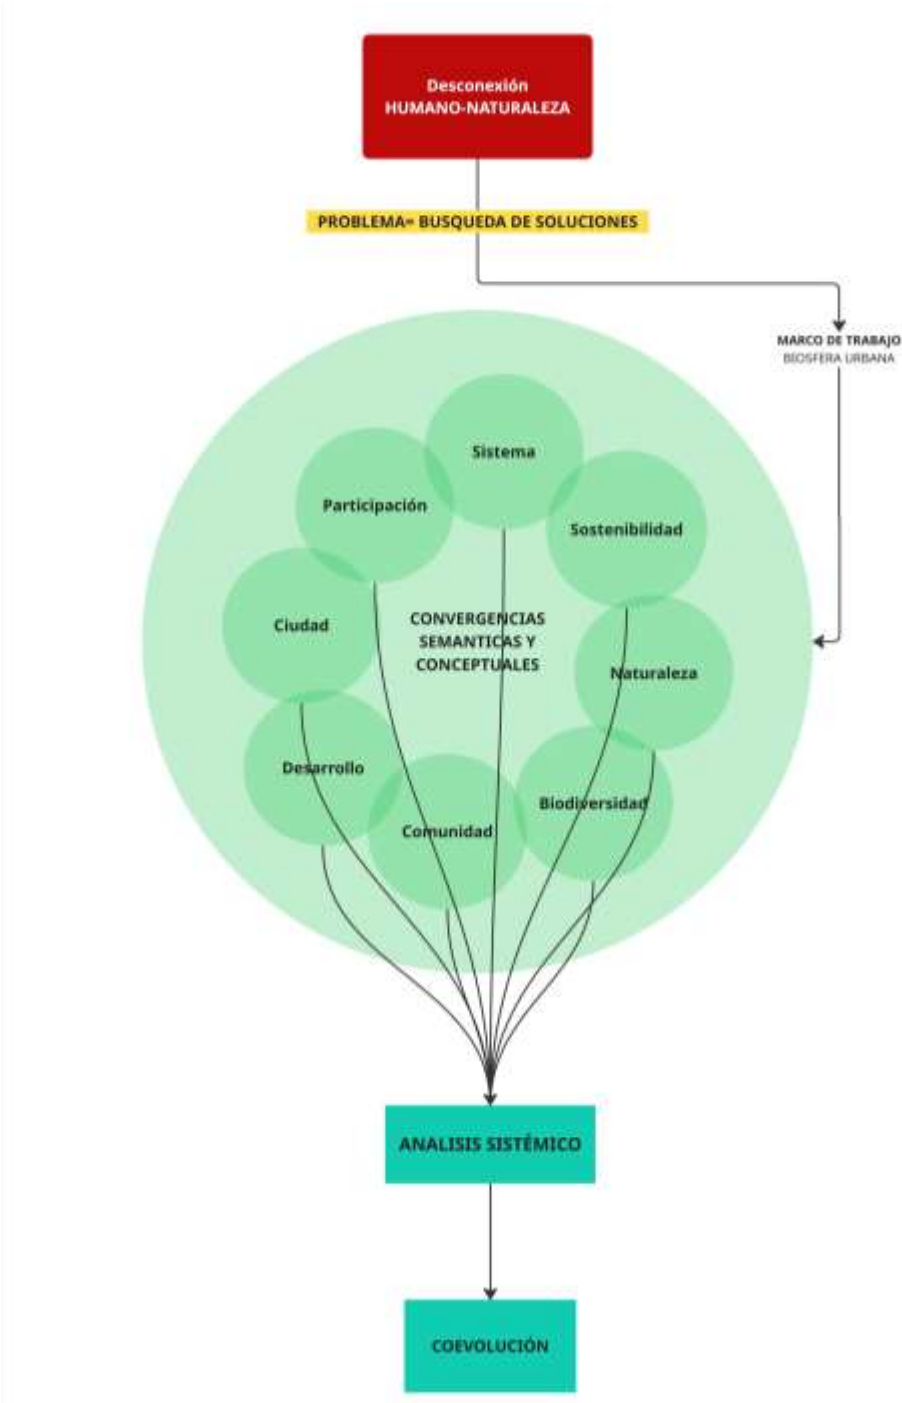 Desconexión
HUMANO-NATURALEZA
PROBLEMA= BUSQUEDA DE SOLUCIONES
MARCO DE TRABAJO
BIOSFERA URBANA
Sistema
Participación
Sostenibilidad
Ciudad
CONVERGENCIAS
SEMANTICAS Y
CONCEPTUALES
Naturaleza
Desarrollo
Biodiversidad
Comunidad
ANALISIS SISTÉMICO
COEVOLUCIÓN